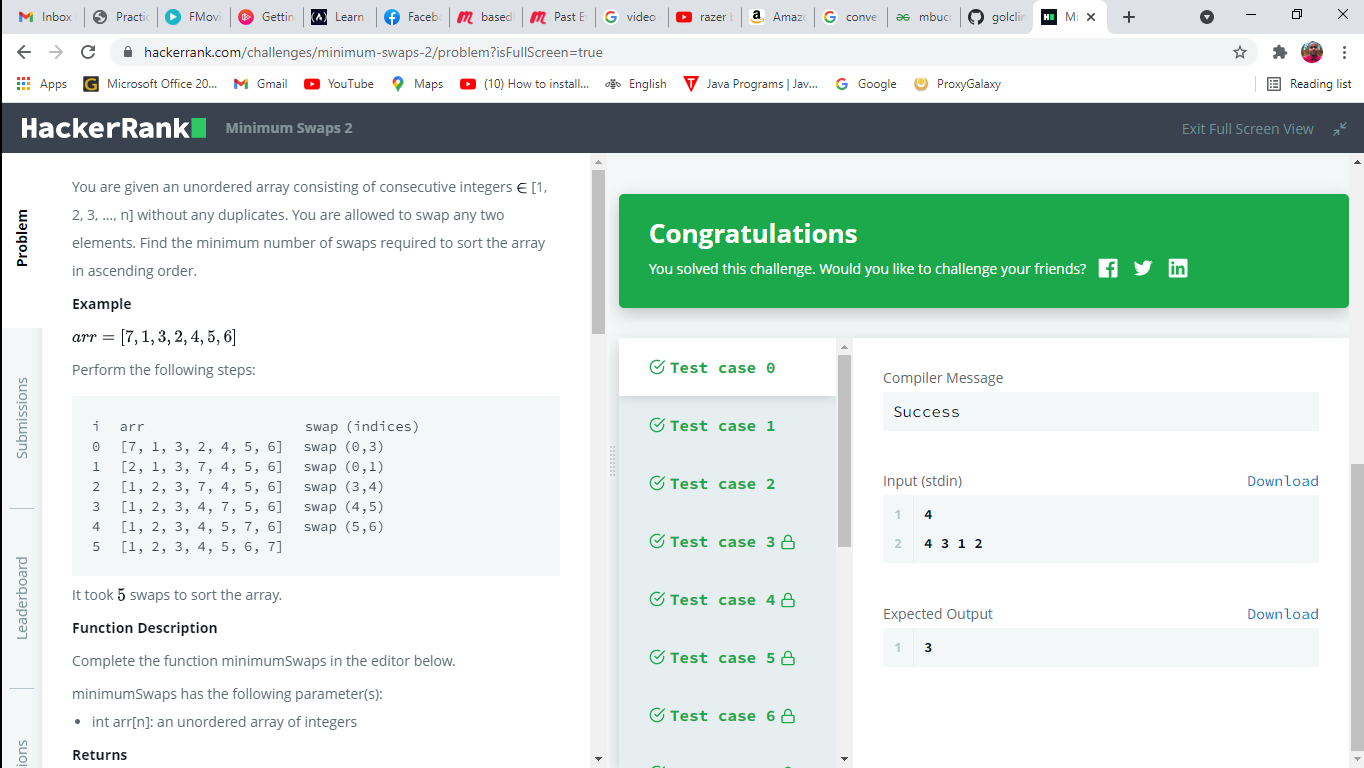 Inbox
Practic
FMovi
Gettin
Learn
Faceb
based
Past E
video
razer b
Amazo
conve
mbuc
golclin
Mi
hackerrank.com/challenges/minimum-swaps-2/problem?isFullScreen=true
Apps
Microsoft Office 20...
Gmail
YouTube
Maps
(10) How to install...
English
Java Programs | Jav...
Google
ProxyGalaxy
Reading list
HackerRank
Minimum Swaps 2
Exit Full Screen View
Problem
Submissions
Leaderboard
You are given an unordered array consisting of consecutive integers ∈ [1,
2, 3, ..., n] without any duplicates. You are allowed to swap any two
elements. Find the minimum number of swaps required to sort the array
in ascending order.
Example
arr = [7, 1, 3, 2, 4, 5, 6]
Perform the following steps:
i arr swap (indices)
0 [7, 1, 3, 2, 4, 5, 6] swap (0,3)
1 [2, 1, 3, 7, 4, 5, 6] swap (0,1)
2 [1, 2, 3, 7, 4, 5, 6] swap (3,4)
3 [1, 2, 3, 4, 7, 5, 6] swap (4,5)
4 [1, 2, 3, 4, 5, 7, 6] swap (5,6)
5 [1, 2, 3, 4, 5, 6, 7]
It took 5 swaps to sort the array.
Function Description
Complete the function minimumSwaps in the editor below.
minimumSwaps has the following parameter(s):
• int arr[n]: an unordered array of integers
Returns
Congratulations
You solved this challenge. Would you like to challenge your friends?
Test case 0
Test case 1
Test case 2
Test case 3
Test case 4
Test case 5
Test case 6
Compiler Message
Success
Input (stdin)
Download
1 4
2 4 3 1 2
Expected Output
Download
1 3